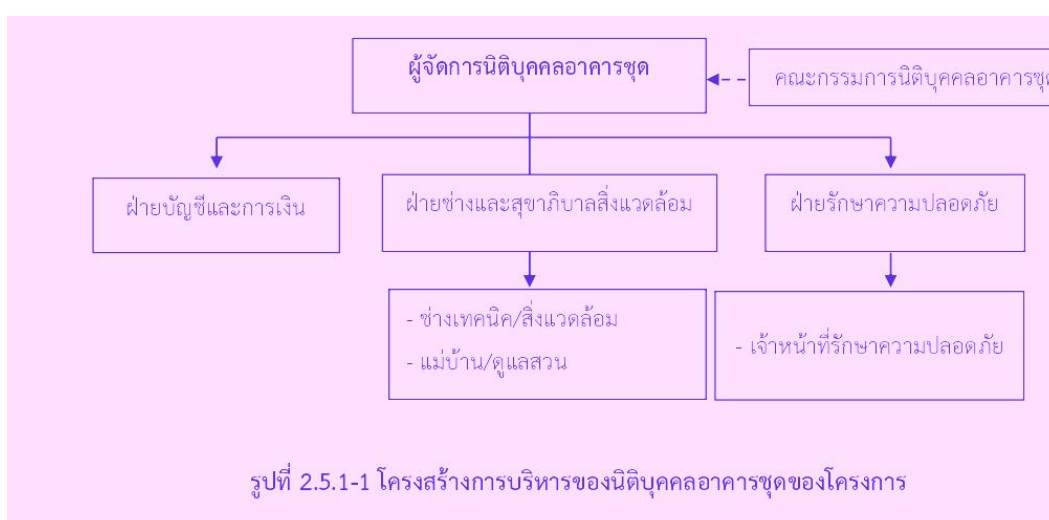 ผู้จัดการนิติบุคคลอาคารชุด
คณะกรรมการนิติบุคคลอาคารชุด
ฝ่ายบัญชีและการเงิน
ฝ่ายช่างและสุขาภิบาลสิ่งแวดล้อม
ฝ่ายรักษาความปลอดภัย
- ช่างเทคนิค/สิ่งแวดล้อม
- แม่บ้าน/ดูแลสวน
- เจ้าหน้าที่รักษาความปลอดภัย
รูปที่ 2.5.1-1 โครงสร้างการบริหารของนิติบุคคลอาคารชุดของโครงการ